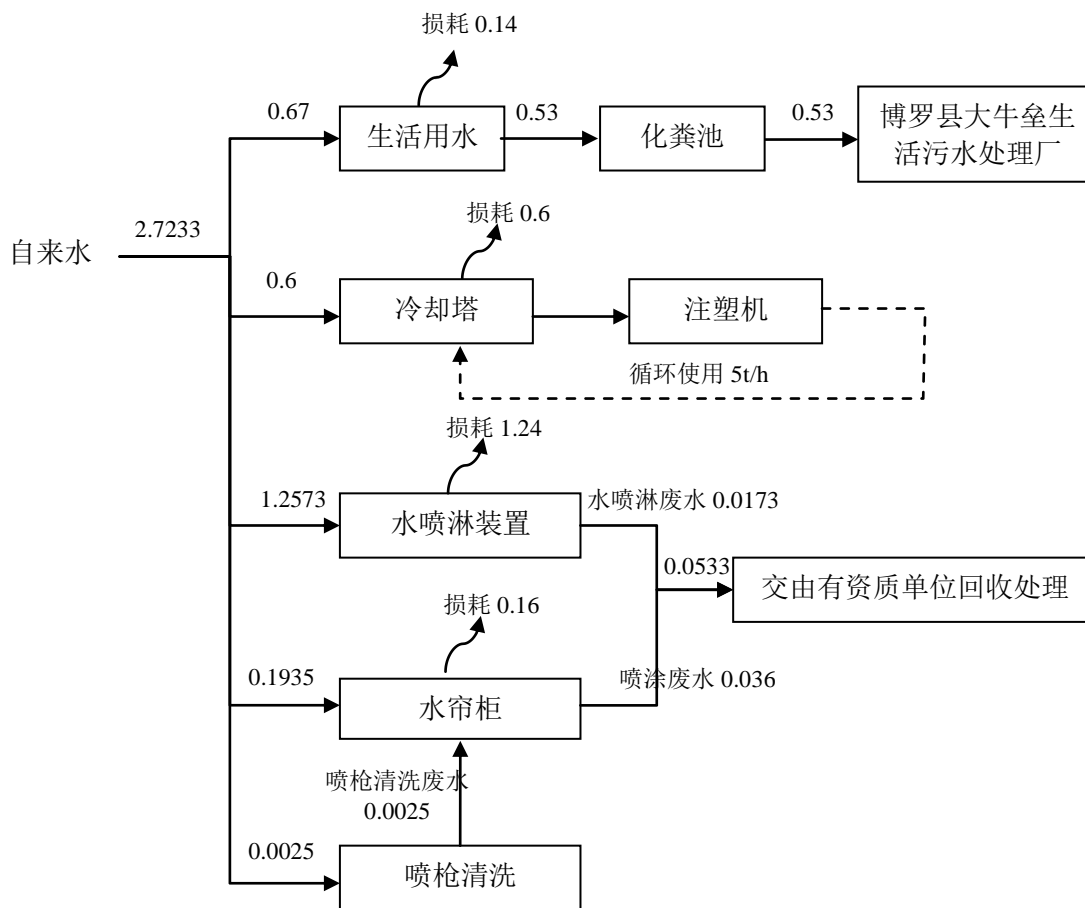 损耗 0.14
0.67
生活用水
0.53
化粪池
0.53
博罗县大牛垒生
活污水处理厂
自来水
2.7233
损耗 0.6
0.6
冷却塔
注塑机
循环使用 5t/h
损耗 1.24
1.2573
水喷淋装置
水喷淋废水 0.0173
0.0533
交由有资质单位回收处理
损耗 0.16
0.1935
水帘柜
喷涂废水 0.036
喷枪清洗废水
0.0025
0.0025
喷枪清洗